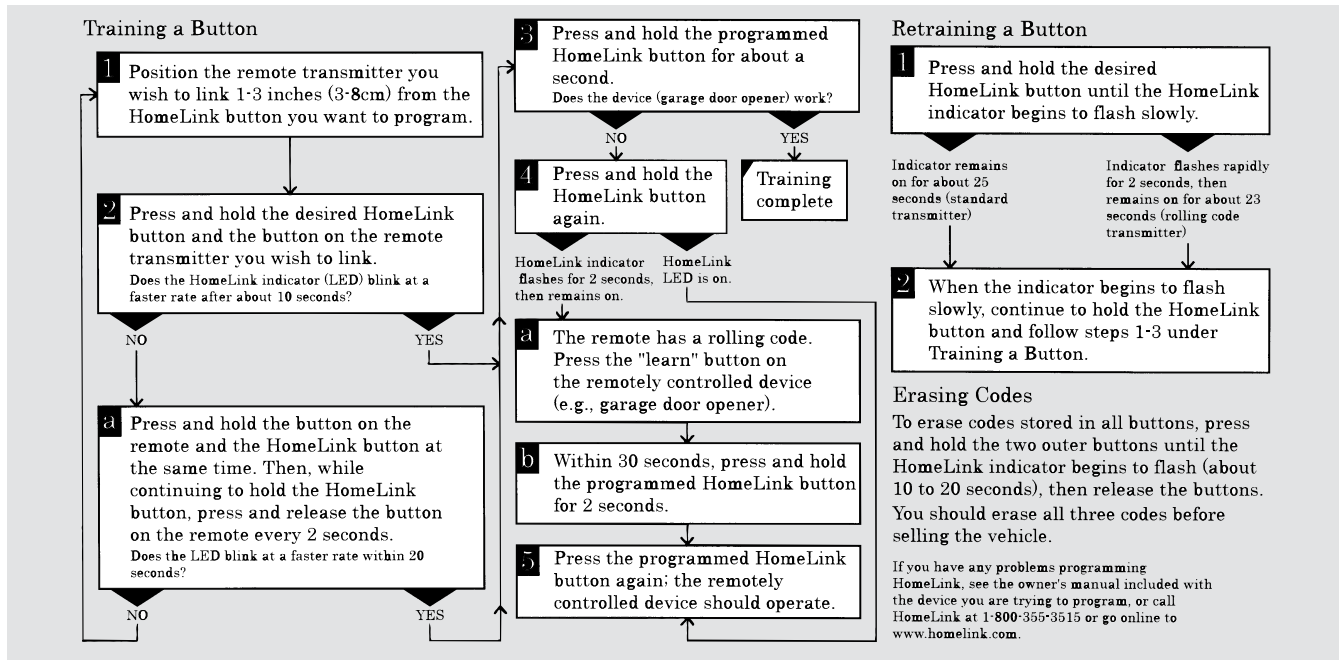 Training a Button
1
Position the remote transmitter you
wish to link 1-3 inches (3-8cm) from the
HomeLink button you want to program.
2
Press and hold the desired HomeLink
button and the button on the remote
transmitter you wish to link.
Does the HomeLink indicator (LED) blink at a
faster rate after about 10 seconds?
NO
YES
a
Press and hold the button on the
remote and the HomeLink button at
the same time. Then, while
continuing to hold the HomeLink
button, press and release the button
on the remote every 2 seconds.
Does the LED blink at a faster rate within 20
seconds?
NO
YES
3
Press and hold the programmed
HomeLink button for about a
second.
Does the device (garage door opener) work?
NO
YES
4
Press and hold the
HomeLink button
again.
Training
complete
HomeLink indicator
flashes for 2 seconds,
then remains on.
HomeLink
LED is on.
a
The remote has a rolling code.
Press the "learn" button on
the remotely controlled device
(e.g., garage door opener).
b
Within 30 seconds, press and hold
the programmed HomeLink button
for 2 seconds.
5
Press the programmed HomeLink
button again; the remotely
controlled device should operate.
Retraining a Button
1
Press and hold the desired
HomeLink button until the HomeLink
indicator begins to flash slowly.
Indicator remains
on for about 25
seconds (standard
transmitter)
Indicator flashes rapidly
for 2 seconds, then
remains on for about 23
seconds (rolling code
transmitter)
2
When the indicator begins to flash
slowly, continue to hold the HomeLink
button and follow steps 1-3 under
Training a Button.
Erasing Codes
To erase codes stored in all buttons, press
and hold the two outer buttons until the
HomeLink indicator begins to flash (about
10 to 20 seconds), then release the buttons.
You should erase all three codes before
selling the vehicle.
If you have any problems programming
HomeLink, see the owner's manual included with
the device you are trying to program, or call
HomeLink at 1-800-355-3515 or go online to
www.homelink.com.